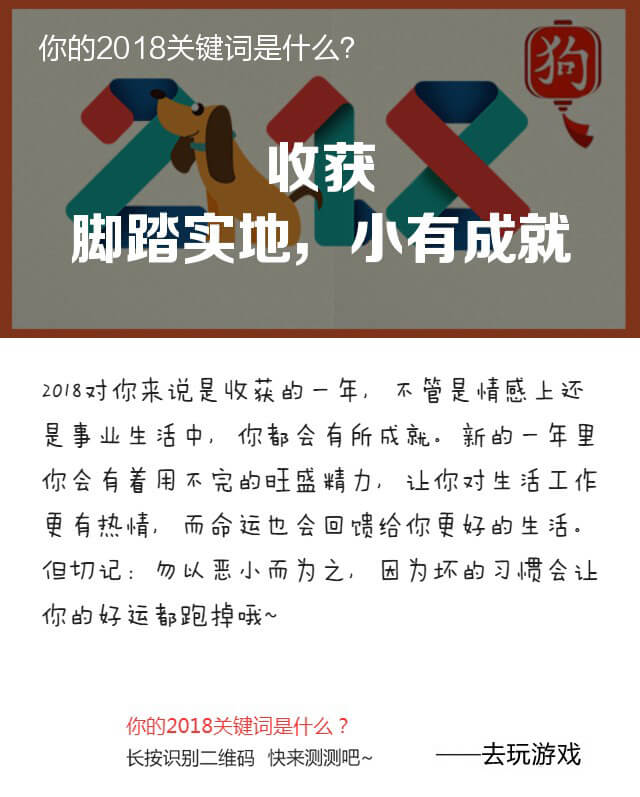 你的2018关键词是什么？
狗
2018
收获
脚踏实地，小有成就
2018对你来说是收获的一年，不管是情感上还
是事业生活中，你都会有所成就。新的一年里
你会有着用不完的旺盛精力，让你对生活工作
更有热情，而命运也会回馈给你更好的生活。
但切记：勿以恶小而为之，因为坏的习惯会让
你的好运都跑掉哦~
你的2018关键词是什么？
长按识别二维码 快来测测吧~
——去玩游戏